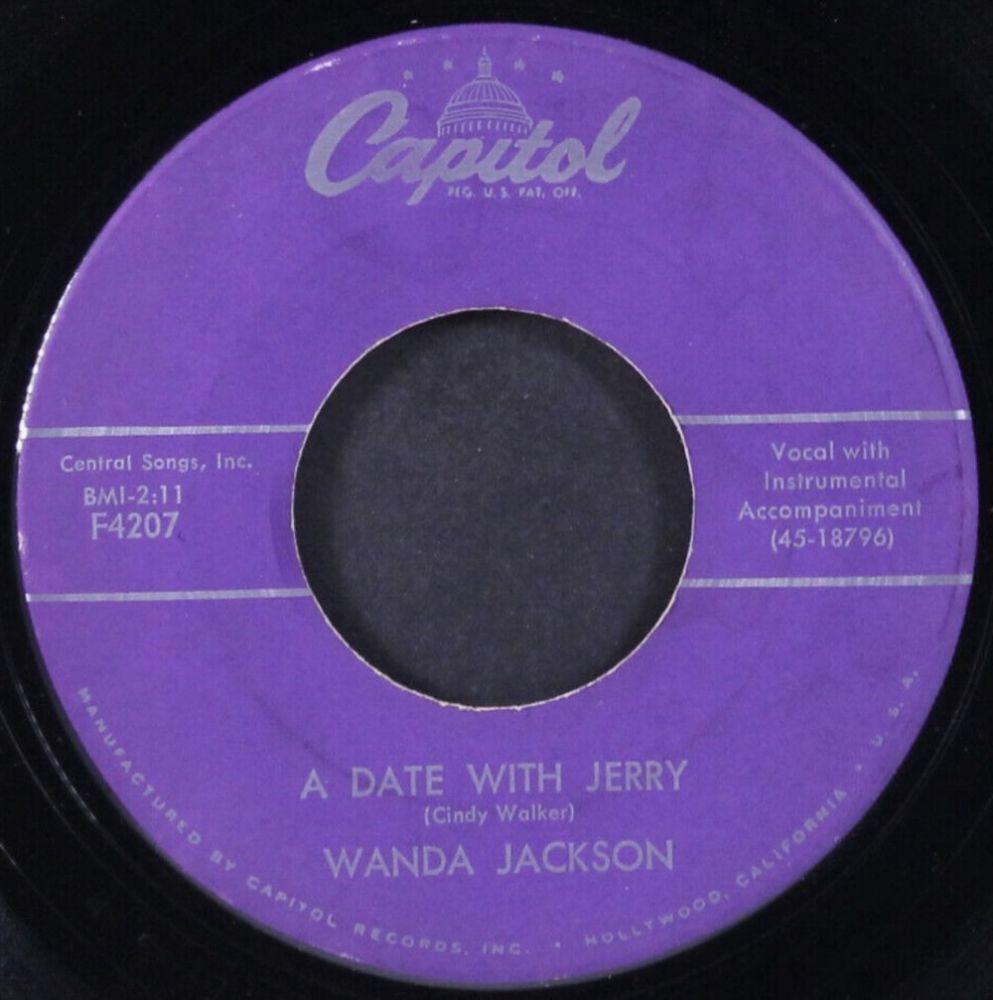 Capitol
REG. U.S. PAT. OFF.
Central Songs, Inc.
BMI-2:11
F4207
Vocal with
Instrumental
Accompaniment
(45-18796)
A DATE WITH JERRY
(Cindy Walker)
WANDA JACKSON
MANUFACTURED BY CAPITOL RECORDS, INC. • HOLLYWOOD, CALIFORNIA • U.S.A.